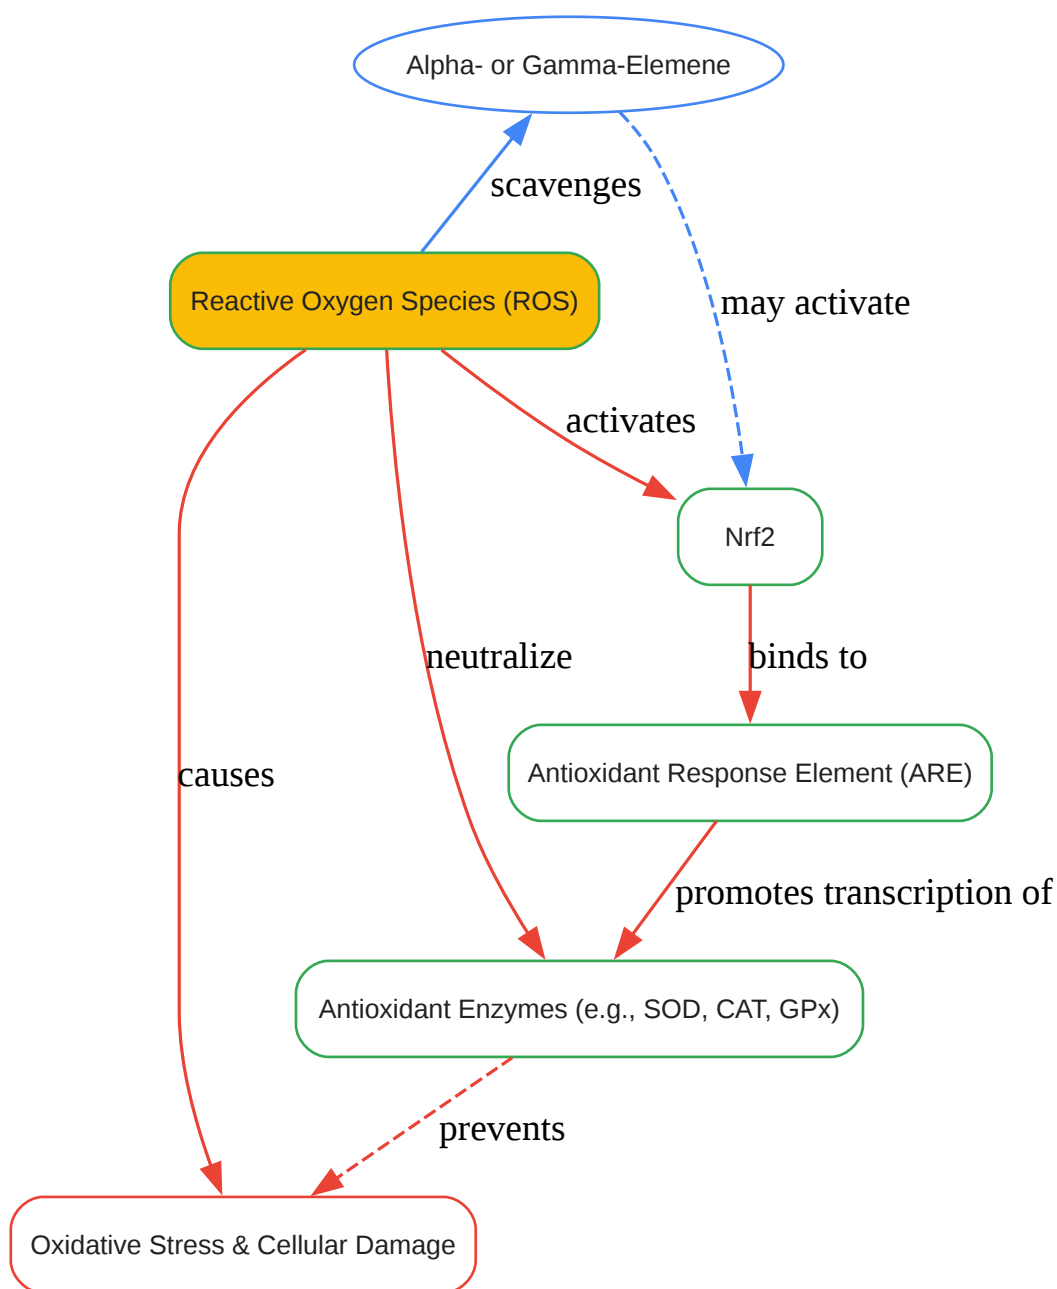 Alpha- or Gamma-Elemene
scavenges
Reactive Oxygen Species (ROS)
may activate
activates
Nrf2
neutralize
binds to
causes
Antioxidant Response Element (ARE)
promotes transcription of
Antioxidant Enzymes (e.g., SOD, CAT, GPx)
prevents
Oxidative Stress & Cellular Damage